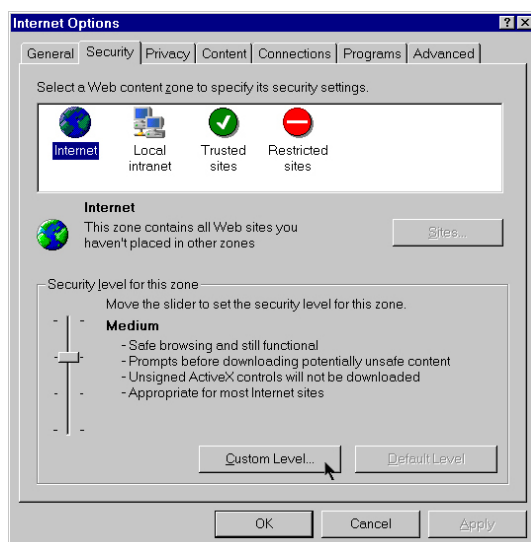 Internet Options
General Security Privacy Content Connections Programs Advanced
Select a Web content zone to specify its security settings.
Internet
Local intranet
Trusted sites
Restricted sites
Internet
This zone contains all Web sites you
haven't placed in other zones
Sites...
Security level for this zone
Move the slider to set the security level for this zone.
Medium
- Safe browsing and still functional
- Prompts before downloading potentially unsafe content
- Unsigned ActiveX controls will not be downloaded
- Appropriate for most Internet sites
Custom Level...
Default Level
OK
Cancel
Apply